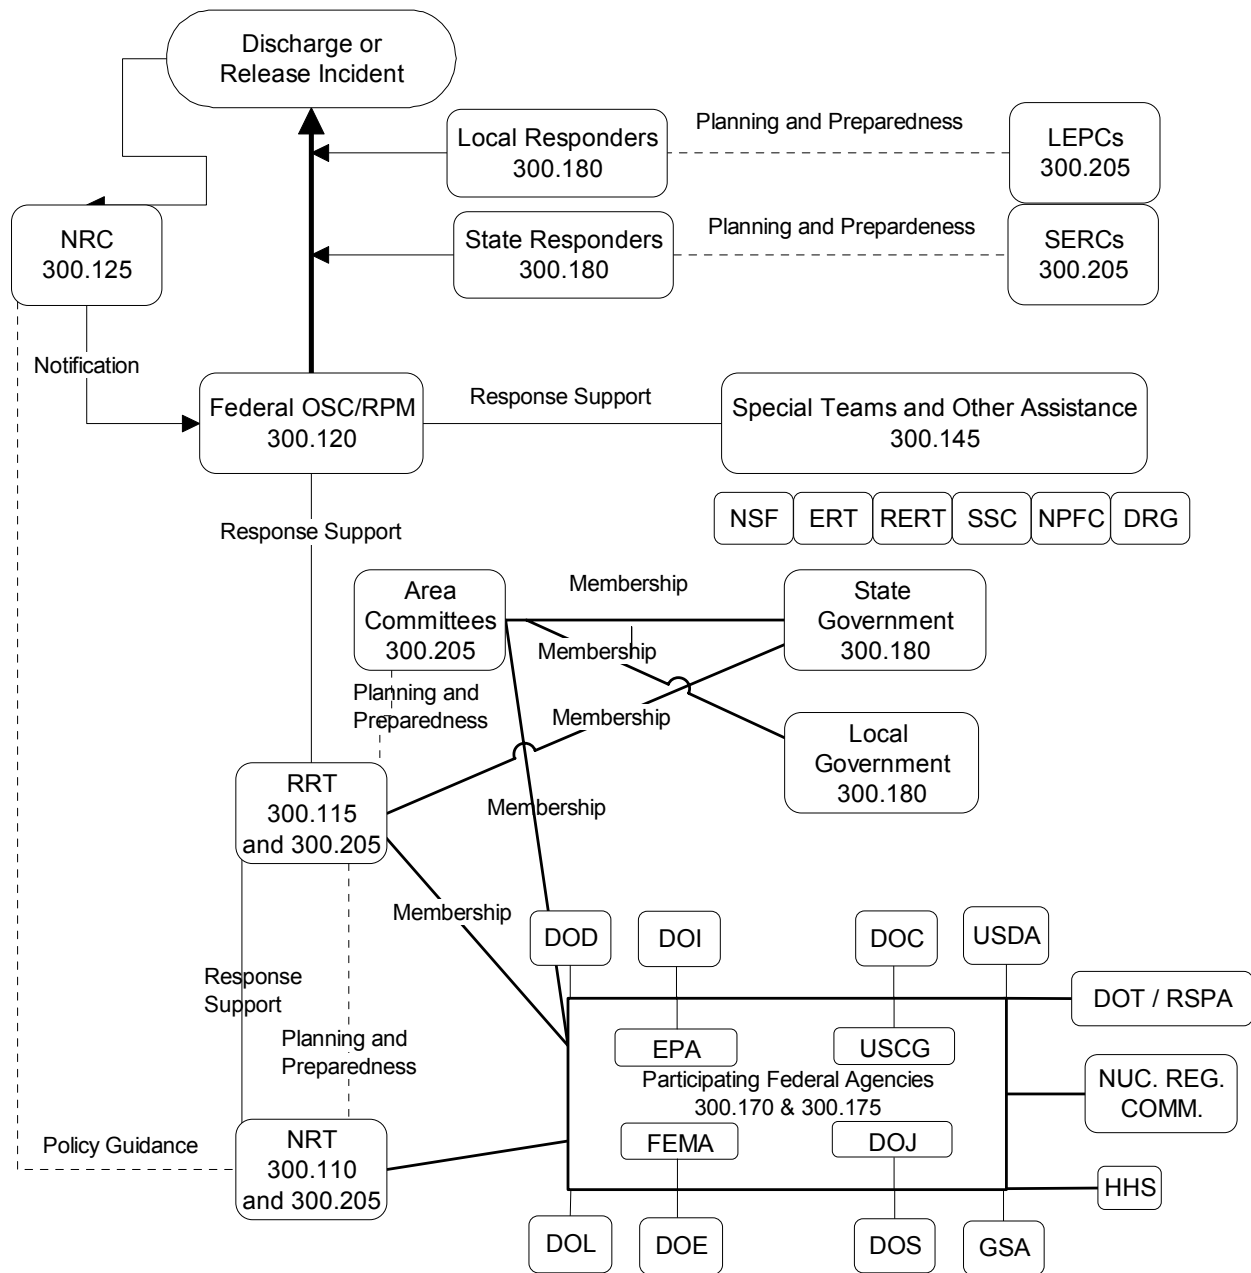 Discharge or
Release Incident
Local Responders
300.180
Planning and Preparedness
LEPCs
300.205
NRC
300.125
State Responders
300.180
Planning and Prepardeness
SERCs
300.205
Notification
Federal OSC/RPM
300.120
Response Support
Special Teams and Other Assistance
300.145
NSF
ERT
RERT
SSC
NPFC
DRG
Response Support
Area
Committees
300.205
Membership
State
Government
300.180
Membership
Planning and
Preparedness
Membership
Local
Government
300.180
RRT
300.115
and 300.205
Membership
Membership
DOD
DOI
DOC
USDA
Response
Support
DOT / RSPA
Planning and
Preparedness
EPA
USCG
Participating Federal Agencies
300.170 & 300.175
NUC. REG.
COMM.
FEMA
DOJ
Policy Guidance
NRT
300.110
and 300.205
HHS
DOL
DOE
DOS
GSA